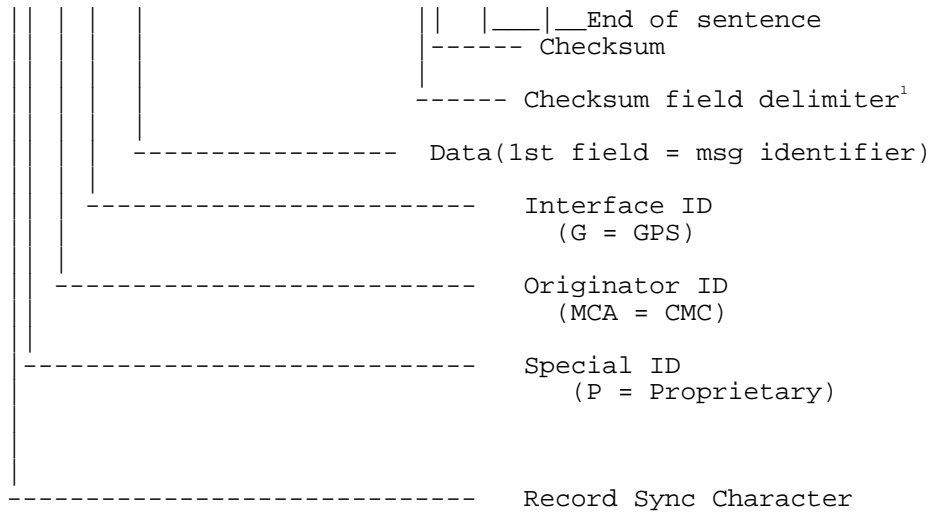 End of sentence
Checksum
Checksum field delimiter¹
Data(1st field = msg identifier)
Interface ID
(G = GPS)
Originator ID
(MCA = CMC)
Special ID
(P = Proprietary)
Record Sync Character